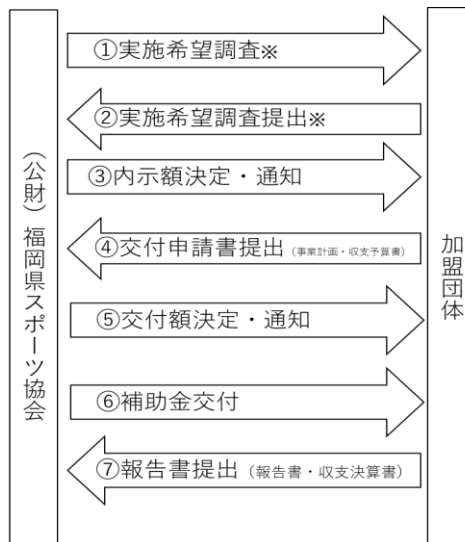 （公財）福岡県スポーツ協会
①実施希望調査※
②実施希望調査提出※
③内示額決定・通知
④交付申請書提出（事業計画・収支予算書）
⑤交付額決定・通知
⑥補助金交付
⑦報告書提出（報告書・収支決算書）
加盟団体